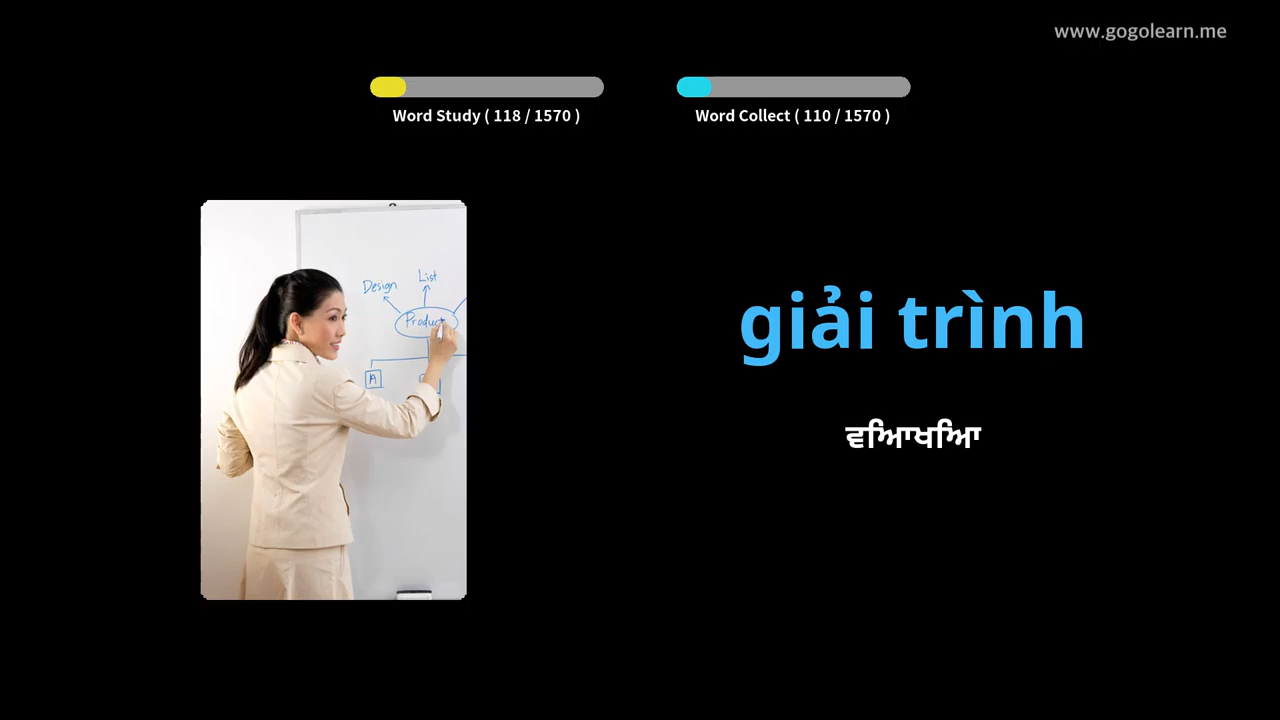 www.gogolearn.me
Word Study ( 118 / 1570 )
Word Collect ( 110 / 1570 )
Design
List
Product
A
giải trình
ਵਿਆਖਿਆ